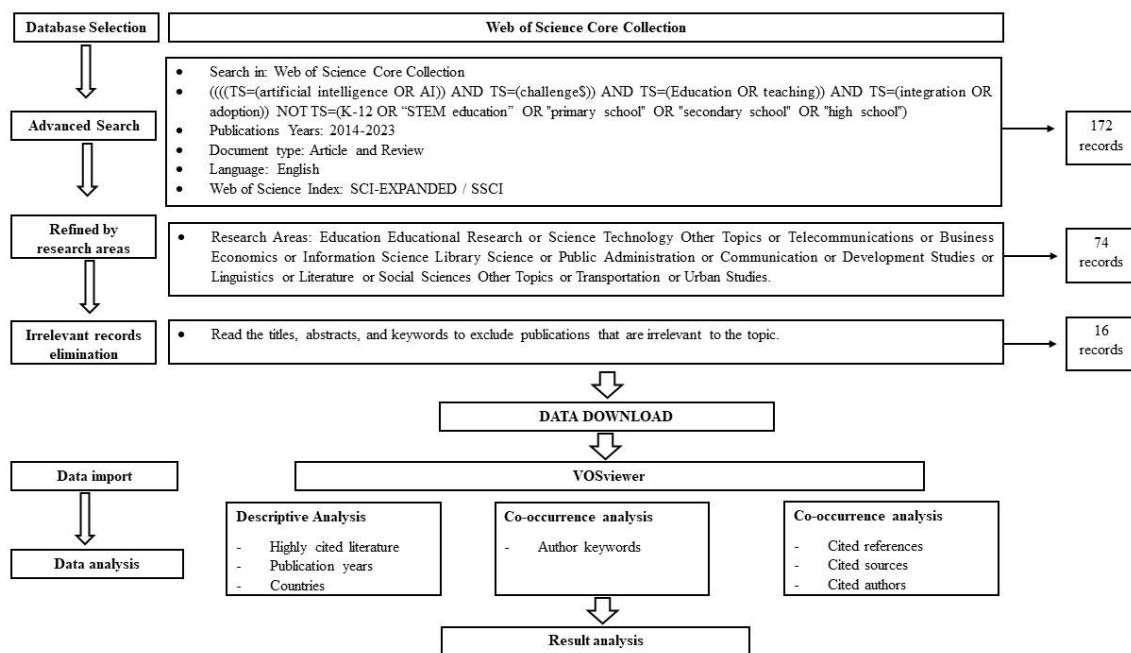 Database Selection
Web of Science Core Collection
• Search in: Web of Science Core Collection
• ((((TS=(artificial intelligence OR AI)) AND TS=(challenge$)) AND TS=(Education OR teaching)) AND TS=(integration OR
adoption)) NOT TS=(K-12 OR “STEM education” OR "primary school" OR "secondary school" OR "high school")
• Publications Years: 2014-2023
• Document type: Article and Review
• Language: English
• Web of Science Index: SCI-EXPANDED / SSCI
Advanced Search
172
records
Refined by
research areas
• Research Areas: Education Educational Research or Science Technology Other Topics or Telecommunications or Business
Economics or Information Science Library Science or Public Administration or Communication or Development Studies or
Linguistics or Literature or Social Sciences Other Topics or Transportation or Urban Studies.
74
records
Irrelevant records
elimination
• Read the titles, abstracts, and keywords to exclude publications that are irrelevant to the topic.
16
records
DATA DOWNLOAD
Data import
VOSviewer
Data analysis
Descriptive Analysis
- Highly cited literature
- Publication years
- Countries
Co-occurrence analysis
- Author keywords
Co-occurrence analysis
- Cited references
- Cited sources
- Cited authors
Result analysis